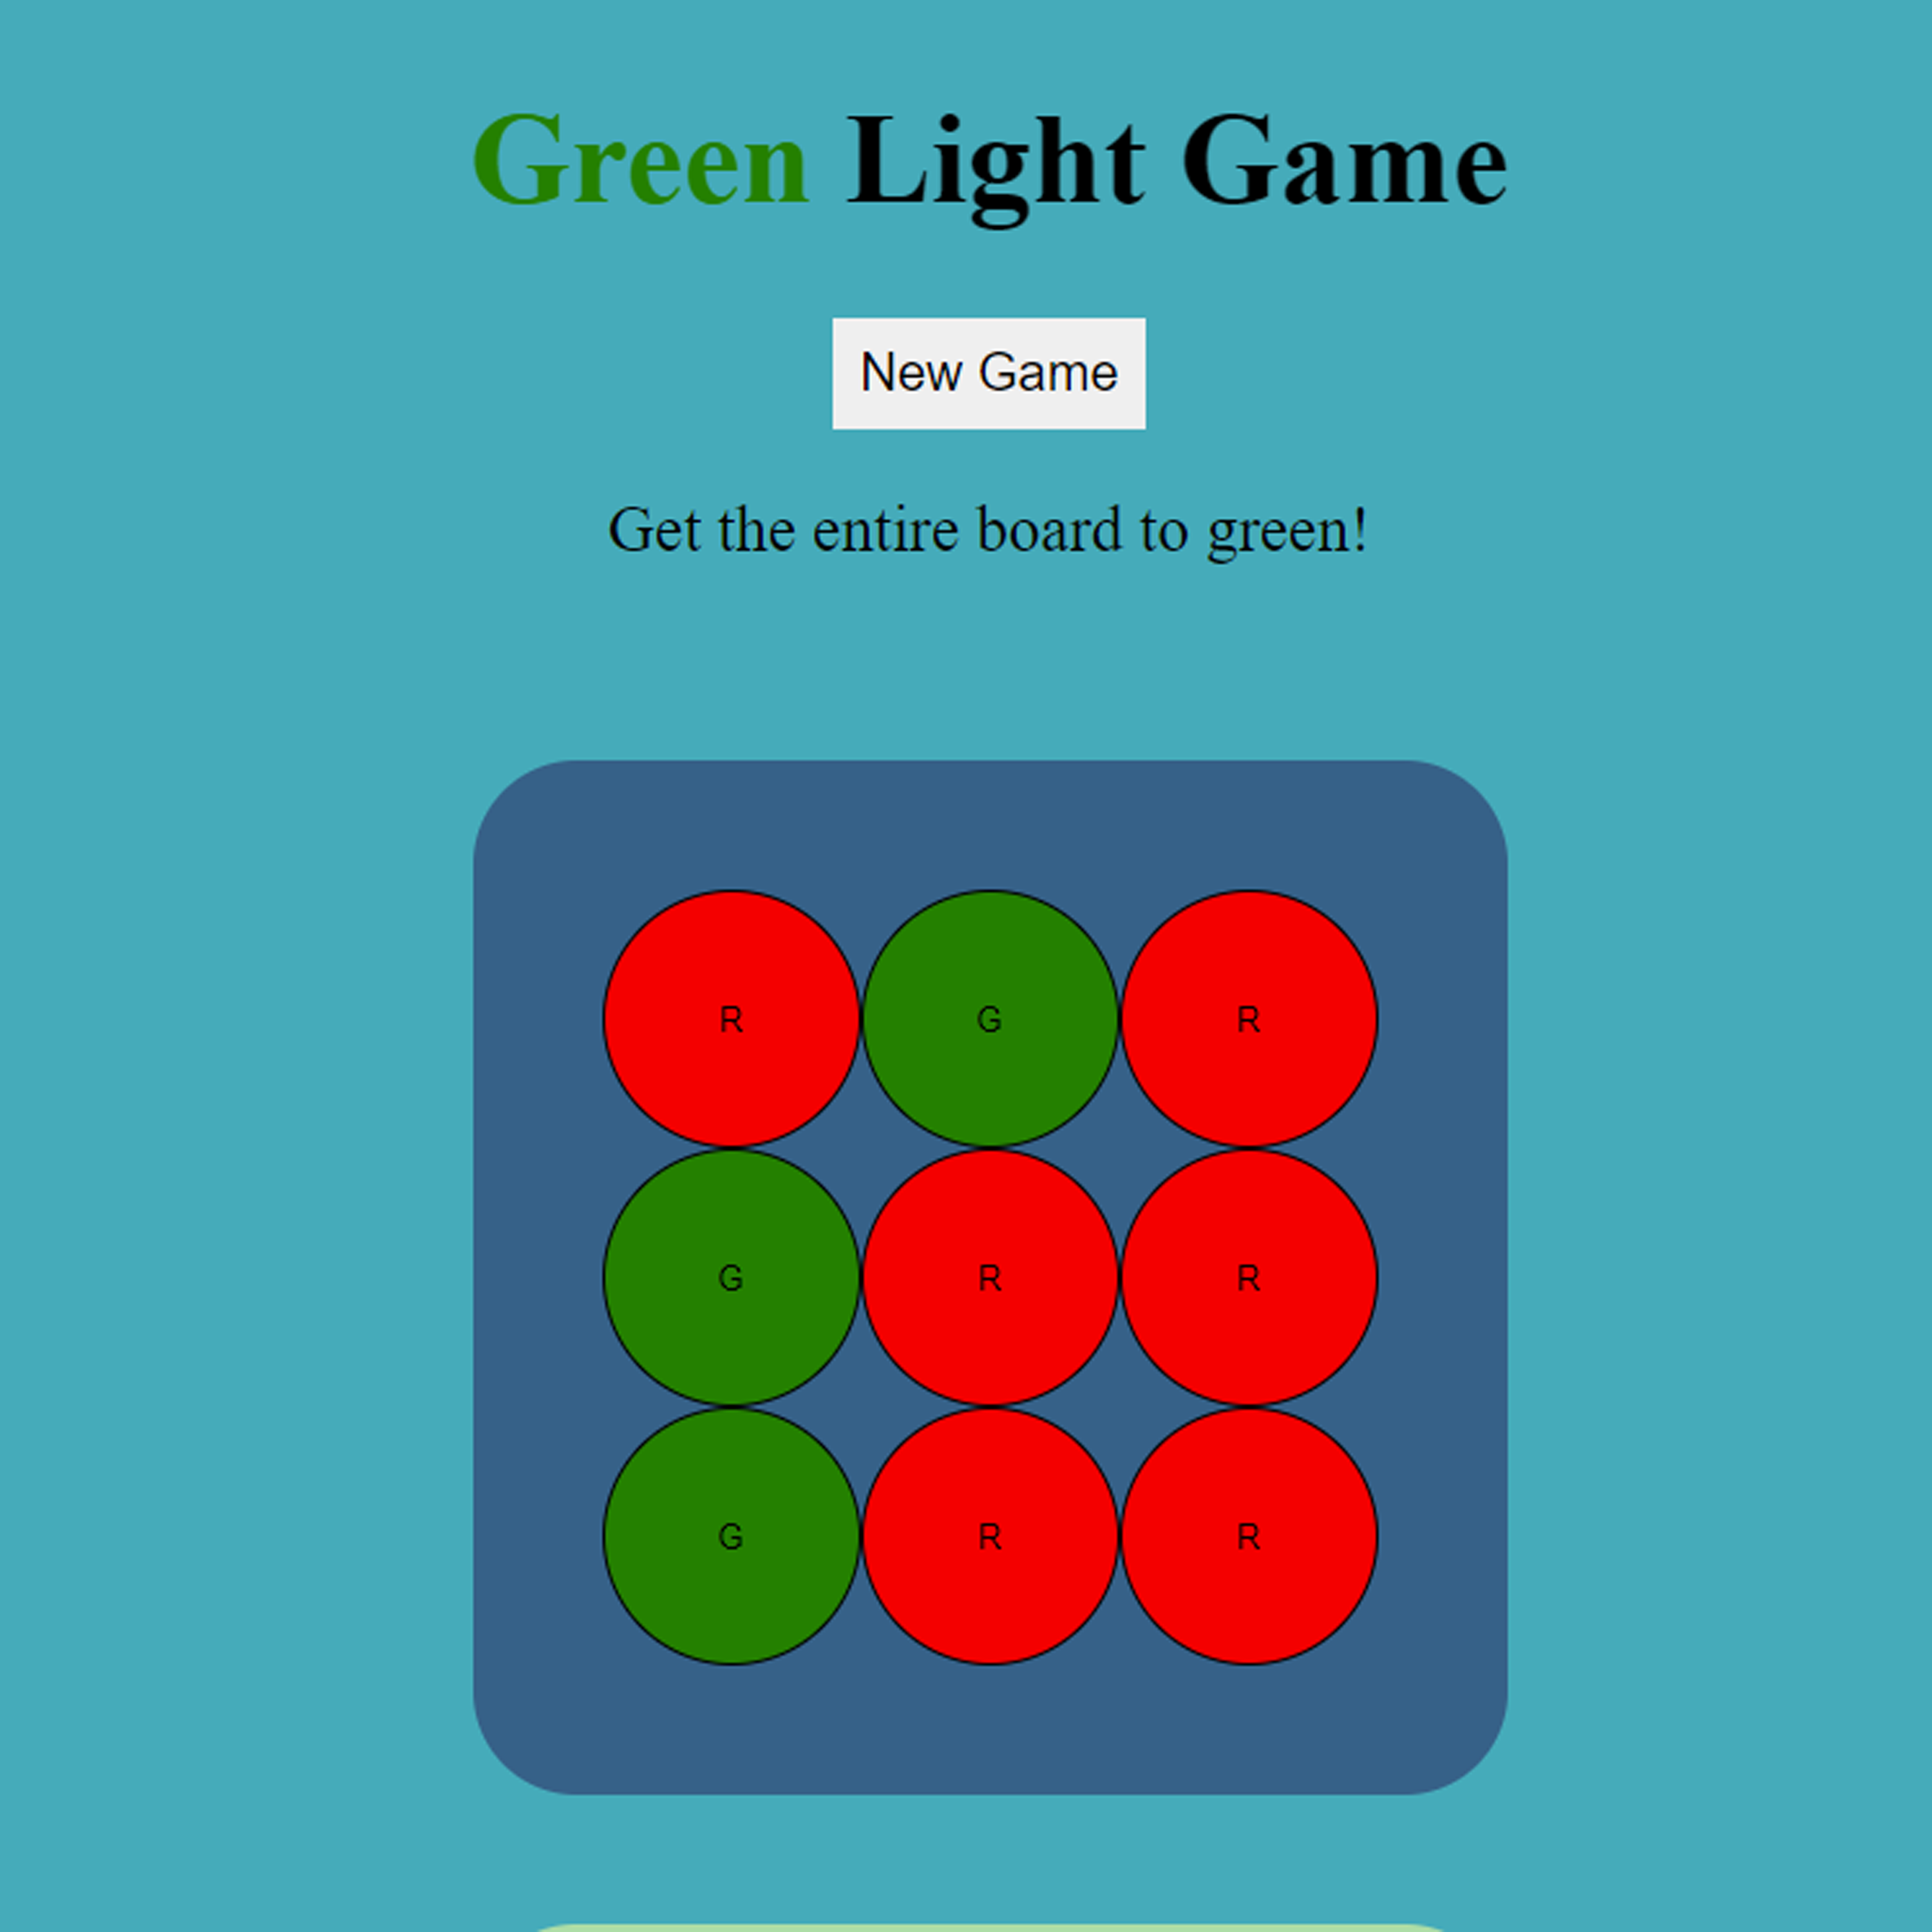 Green Light Game
New Game
Get the entire board to green!
R G R
G R R
G R R